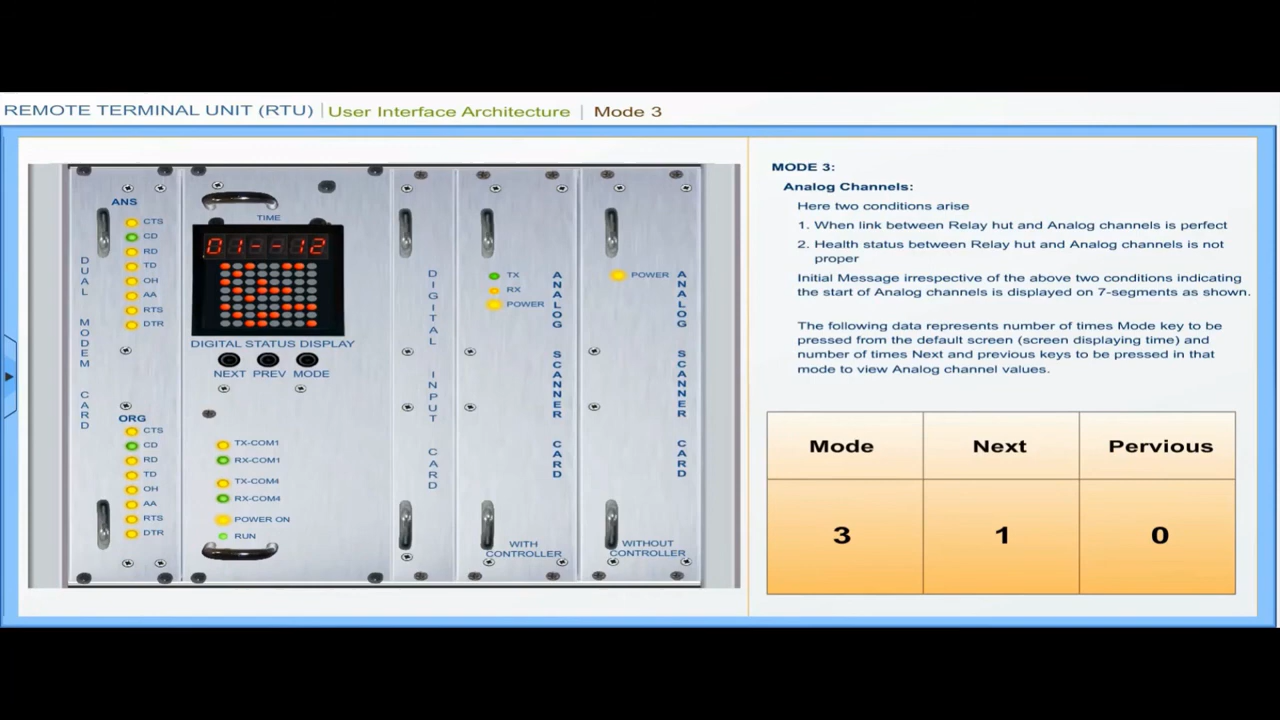 REMOTE TERMINAL UNIT (RTU) | User Interface Architecture | Mode 3
ANS
CTS
CD
RD
TD
OH
AA
RTS
DTR
DUAL MODEM CARD
ORG
CTS
CD
RD
TD
OH
AA
RTS
DTR
TIME
01--12
DIGITAL STATUS DISPLAY
NEXT PREV MODE
TX-COM1
RX-COM1
TX-COM4
RX-COM4
POWER ON
RUN
DIGITAL INPUT CARD
TX
RX
POWER
ANALOG SCANNER CARD
WITH
CONTROLLER
POWER
ANALOG SCANNER CARD
WITHOUT
CONTROLLER
MODE 3:
Analog Channels:
Here two conditions arise
1. When link between Relay hut and Analog channels is perfect
2. Health status between Relay hut and Analog channels is not
proper
Initial Message irrespective of the above two conditions indicating
the start of Analog channels is displayed on 7-segments as shown.
The following data represents number of times Mode key to be
pressed from the default screen (screen displaying time) and
number of times Next and previous keys to be pressed in that
mode to view Analog channel values.
Mode Next Pervious
3 1 0